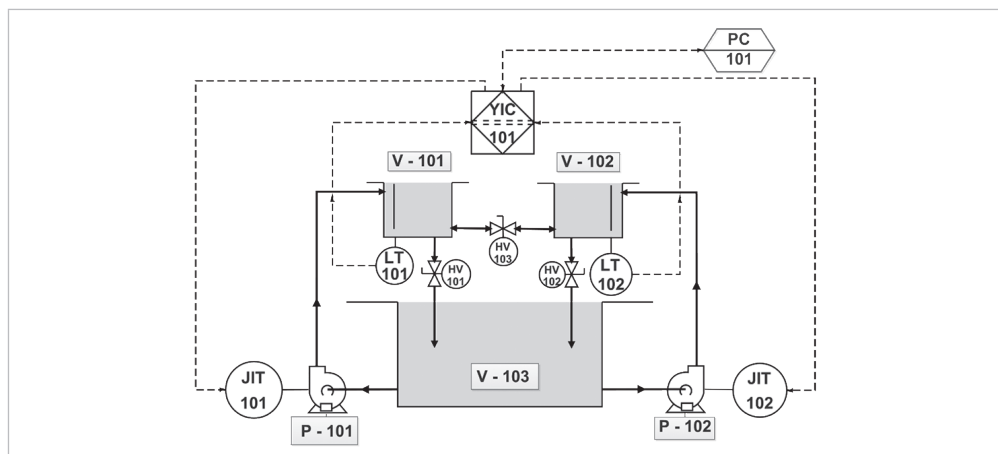 PC
101
YIC
101
V - 101
V - 102
LT
101
HV
101
HV
103
HV
102
LT
102
V - 103
JIT
101
JIT
102
P - 101
P - 102